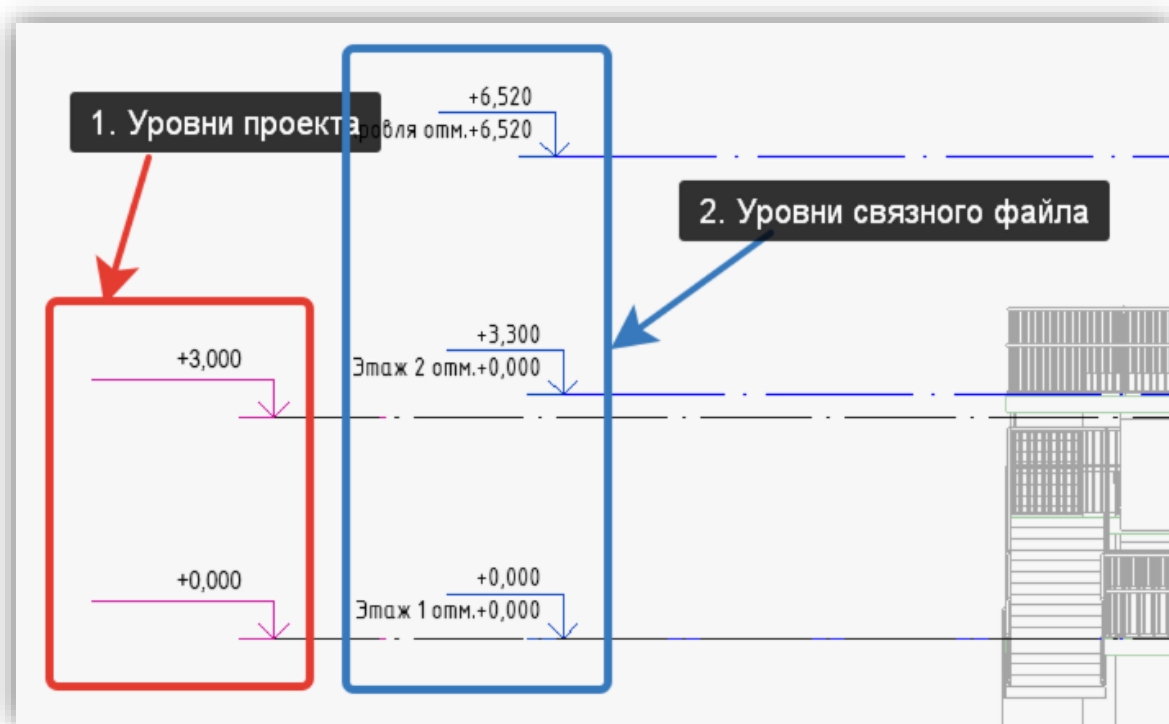 +6,520
1. Уровни проекта
отм.+6,520
2. Уровни связного файла
+3,300
+3,000
Этаж 2 отм.+0,000
+0,000
+0,000
Этаж 1 отм.+0,000